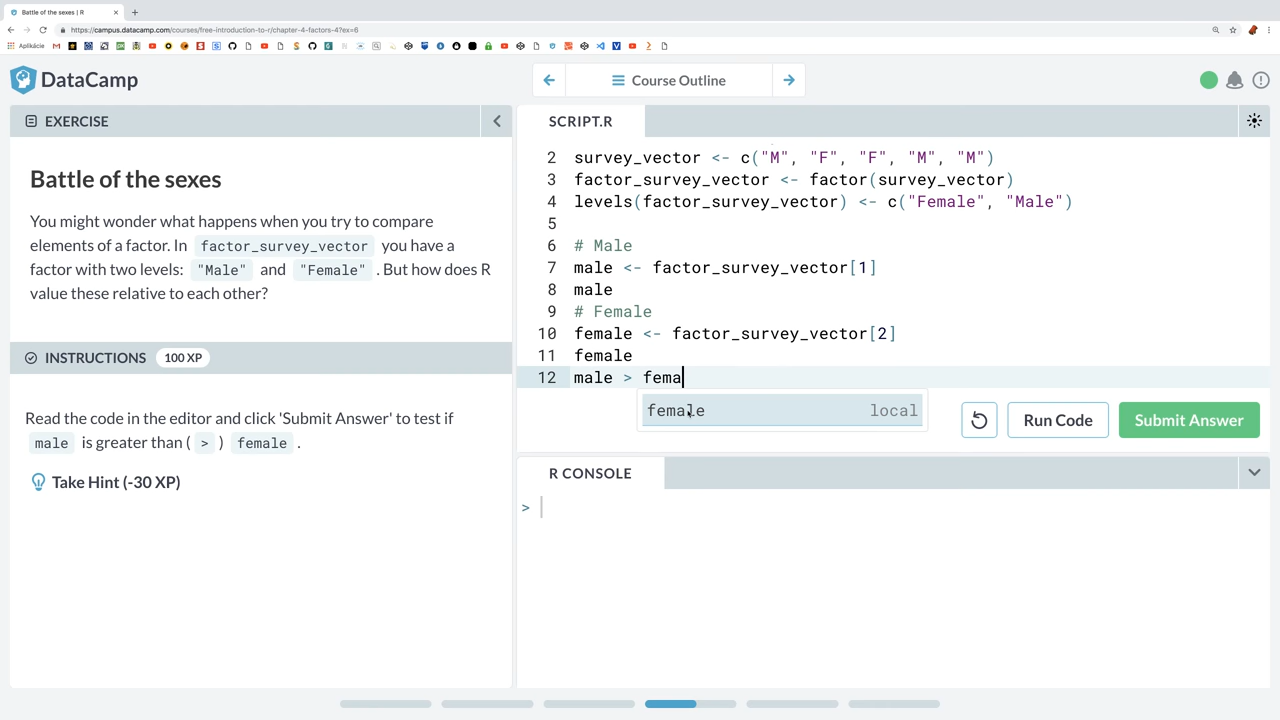 Battle of the sexes | R
https://campus.datacamp.com/courses/free-introduction-to-r/chapter-4-factors-4?ex=6
Aplikácie
DataCamp
Course Outline
EXERCISE
Battle of the sexes
You might wonder what happens when you try to compare
elements of a factor. In factor_survey_vector you have a
factor with two levels: "Male" and "Female" . But how does R
value these relative to each other?
INSTRUCTIONS 100 XP
Read the code in the editor and click 'Submit Answer' to test if
male is greater than ( > ) female .
Take Hint (-30 XP)
SCRIPT.R
2 survey_vector <- c("M", "F", "F", "M", "M")
3 factor_survey_vector <- factor(survey_vector)
4 levels(factor_survey_vector) <- c("Female", "Male")
5
6 # Male
7 male <- factor_survey_vector[1]
8 male
9 # Female
10 female <- factor_survey_vector[2]
11 female
12 male > fema
female local
Run Code
Submit Answer
R CONSOLE
>